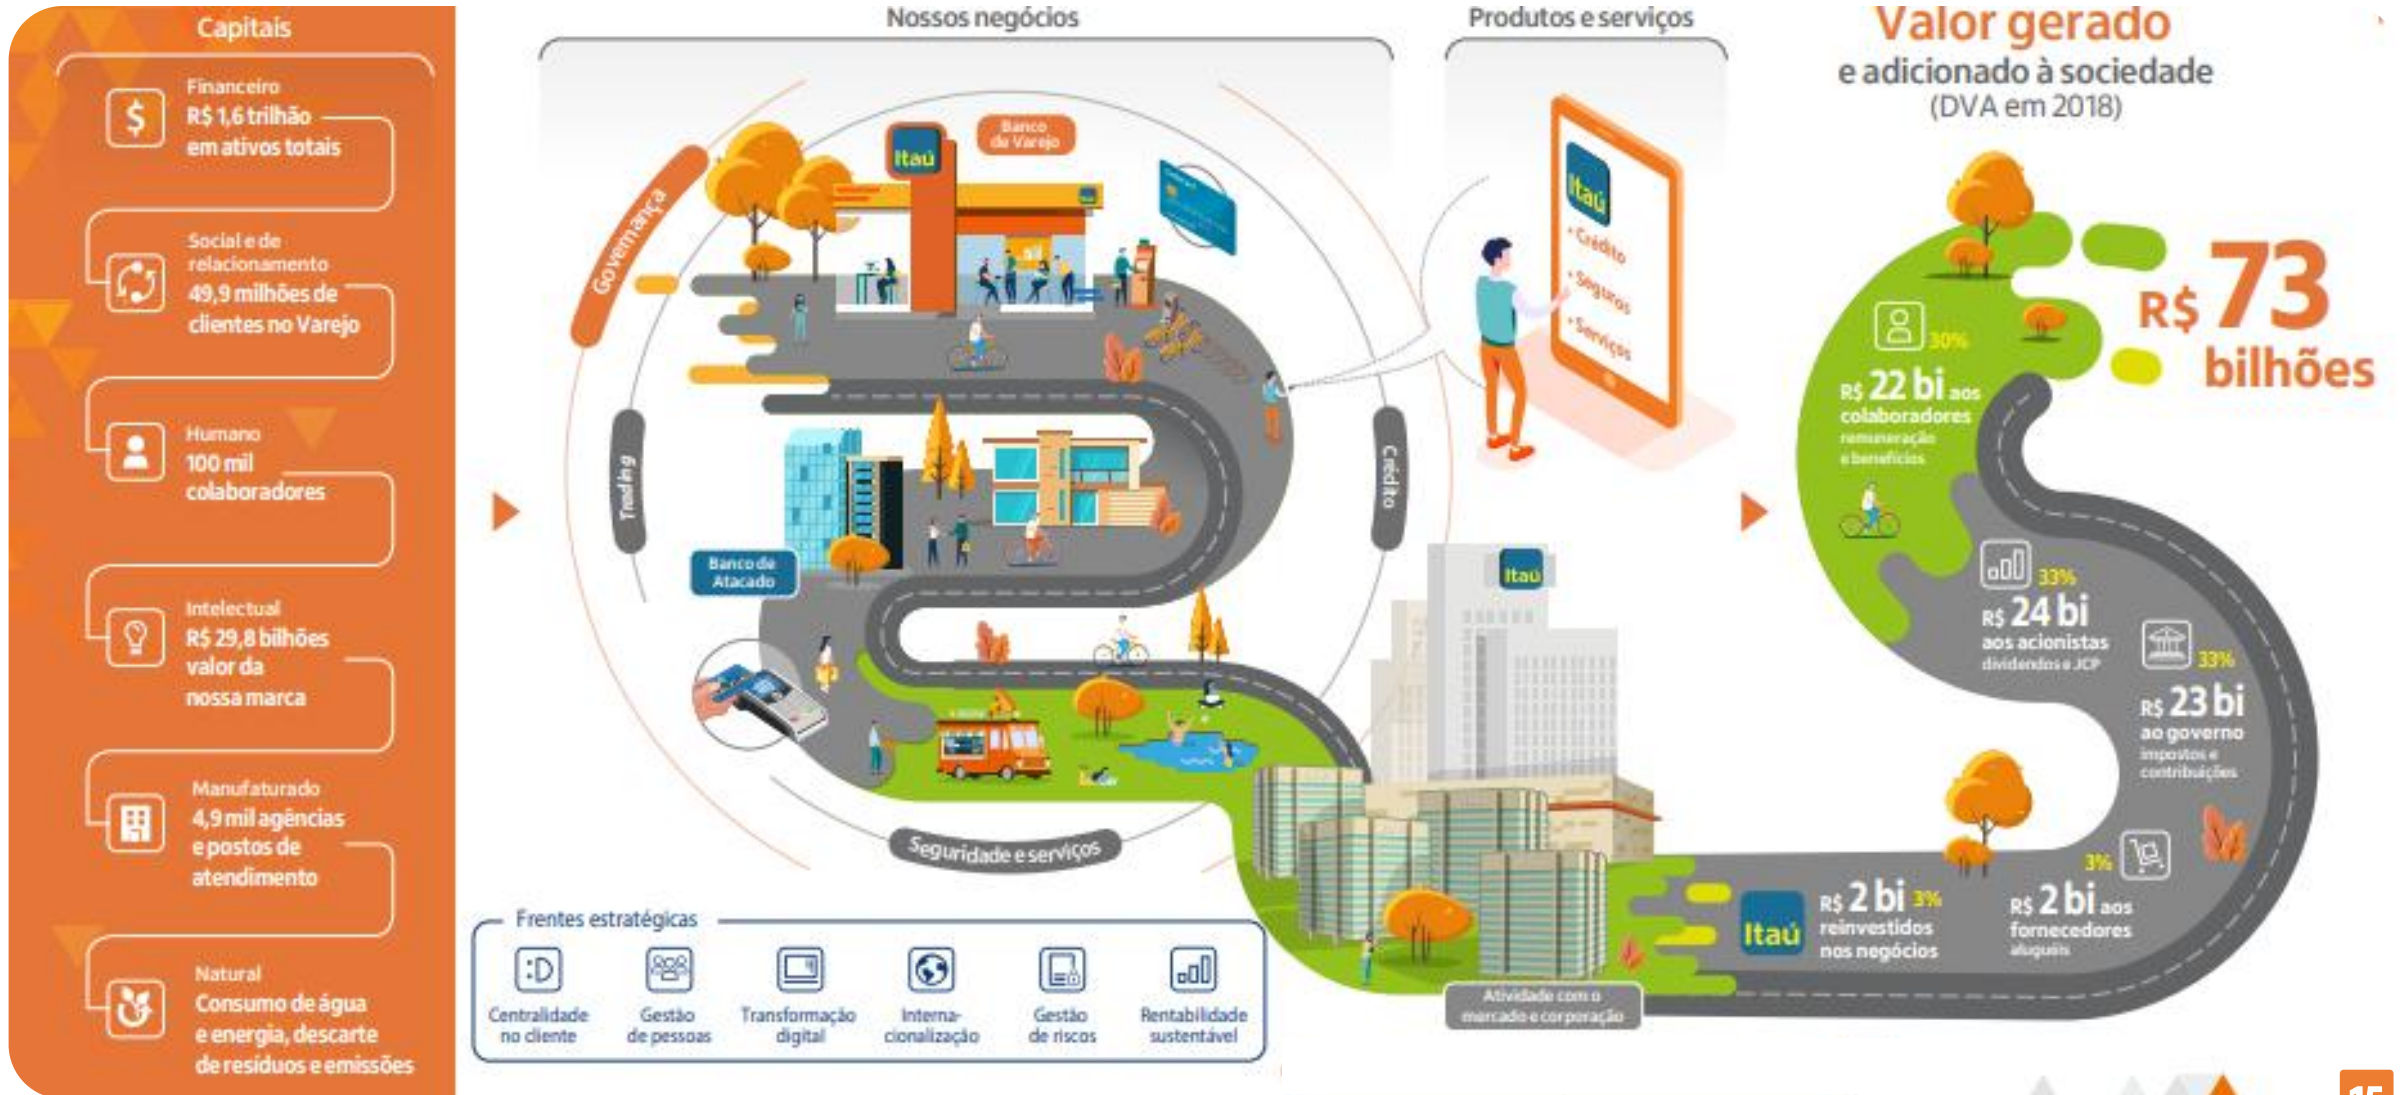 Capitais
Financeiro
R$ 1,6 trilhão
em ativos totais
Social e de
relacionamento
49,9 milhões de
clientes no Varejo
Humano
100 mil
colaboradores
Intelectual
R$ 29,8 bilhões
valor da
nossa marca
Manufaturado
4,9 mil agências
e postos de
atendimento
Natural
Consumo de água
e energia, descarte
de resíduos e emissões
Nossos negócios
Governança
Itaú
Banco
de Varejo
Trading
Crédito
Banco de
Atacado
Seguridade e serviços
Frentes estratégicas
Centralidade
no cliente
Gestão
de pessoas
Transformação
digital
Interna-
cionalização
Gestão
de riscos
Rentabilidade
sustentável
Produtos e serviços
Itaú
• Crédito
• Seguros
• Serviços
Itaú
Atividade com o
mercado e corporação
Valor gerado
e adicionado à sociedade
(DVA em 2018)
R$ 73
bilhões
30%
R$ 22 bi aos
colaboradores
remuneração
e benefícios
33%
R$ 24 bi
aos acionistas
dividendos e JCP
33%
R$ 23 bi
ao governo
impostos e
contribuições
3%
R$ 2 bi aos
fornecedores
aluguéis
Itaú
R$ 2 bi 3%
reinvestidos
nos negócios
15